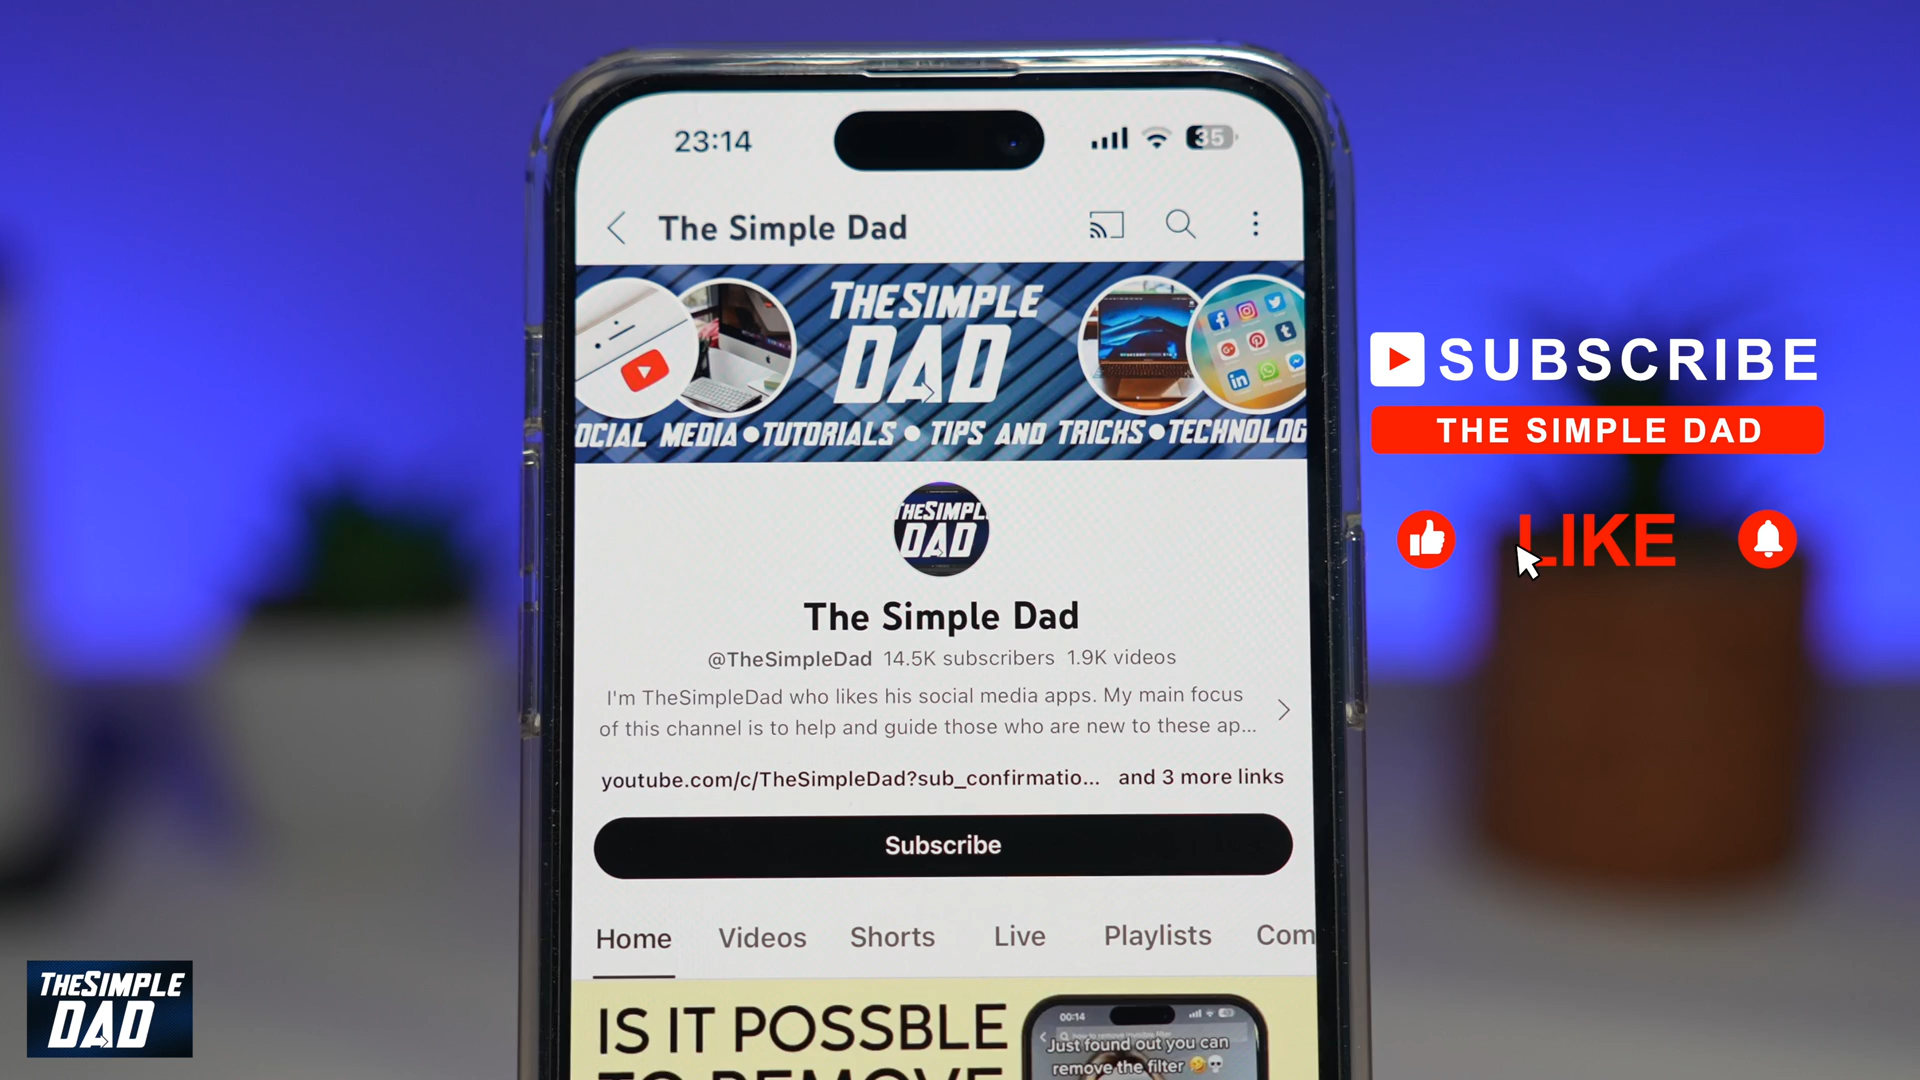 23:14
35
The Simple Dad
THESIMPLE
DAD
OCIAL MEDIA ● TUTORIALS ● TIPS AND TRICKS ● TECHNOLOG
HESIMPL
DAD
The Simple Dad
@TheSimpleDad 14.5K subscribers 1.9K videos
I'm TheSimpleDad who likes his social media apps. My main focus
of this channel is to help and guide those who are new to these ap...
youtube.com/c/TheSimpleDad?sub_confirmatio... and 3 more links
Subscribe
Home Videos Shorts Live Playlists Com
IS IT POSSBLE
TO REMOVE
00:14
Just found out you can
remove the filter 🤣💀
SUBSCRIBE
THE SIMPLE DAD
LIKE
THESIMPLE
DAD